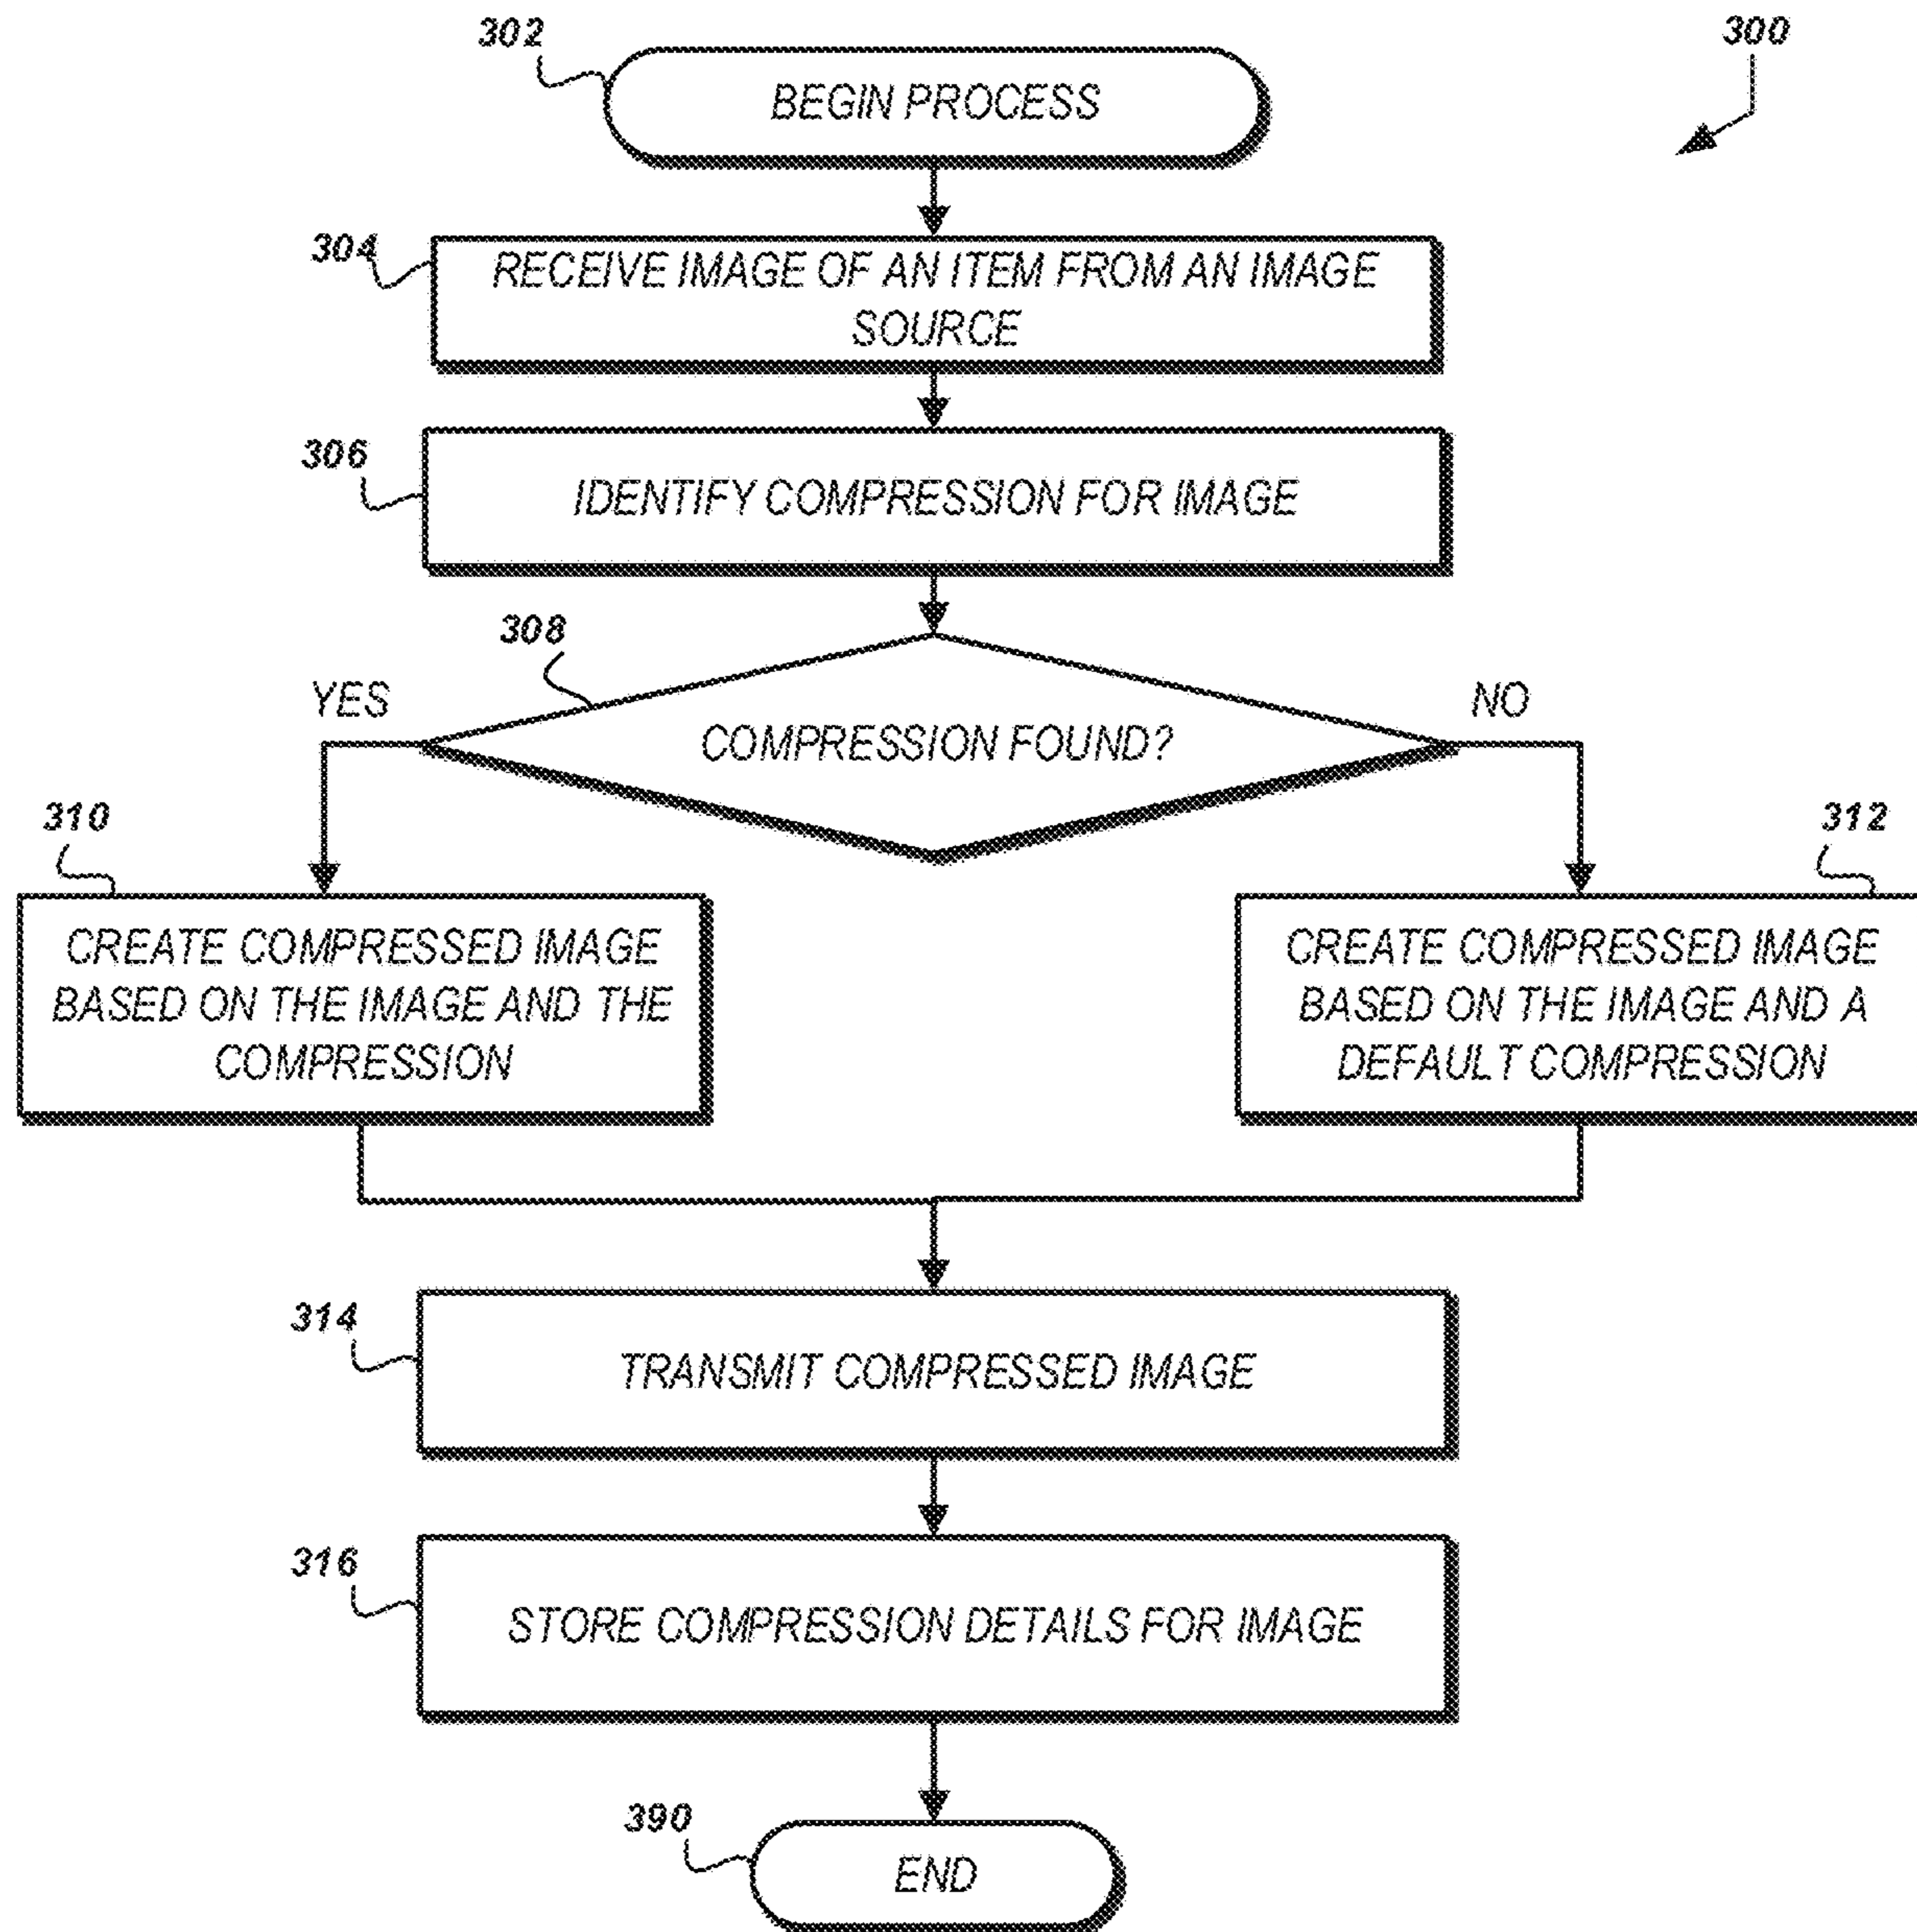 302
300
BEGIN PROCESS
304
RECEIVE IMAGE OF AN ITEM FROM AN IMAGE
SOURCE
306
IDENTIFY COMPRESSION FOR IMAGE
308
YES
NO
COMPRESSION FOUND?
310
312
CREATE COMPRESSED IMAGE
BASED ON THE IMAGE AND THE
COMPRESSION
CREATE COMPRESSED IMAGE
BASED ON THE IMAGE AND A
DEFAULT COMPRESSION
314
TRANSMIT COMPRESSED IMAGE
316
STORE COMPRESSION DETAILS FOR IMAGE
390
END